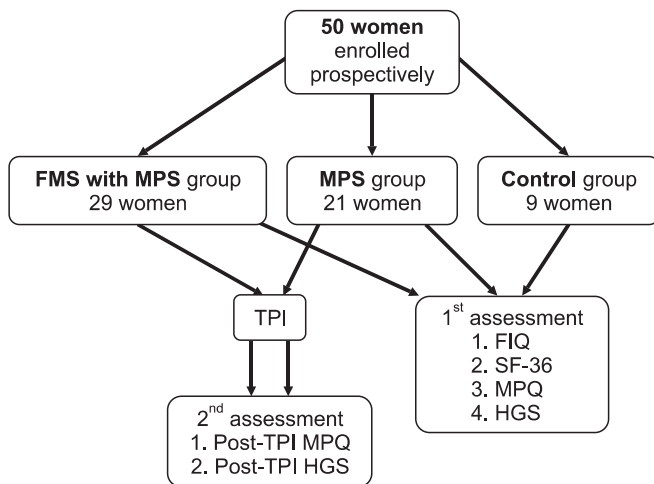 50 women
enrolled
prospectively
FMS with MPS group
29 women
MPS group
21 women
Control group
9 women
TPI
1st assessment
1. FIQ
2. SF-36
3. MPQ
4. HGS
2nd assessment
1. Post-TPI MPQ
2. Post-TPI HGS